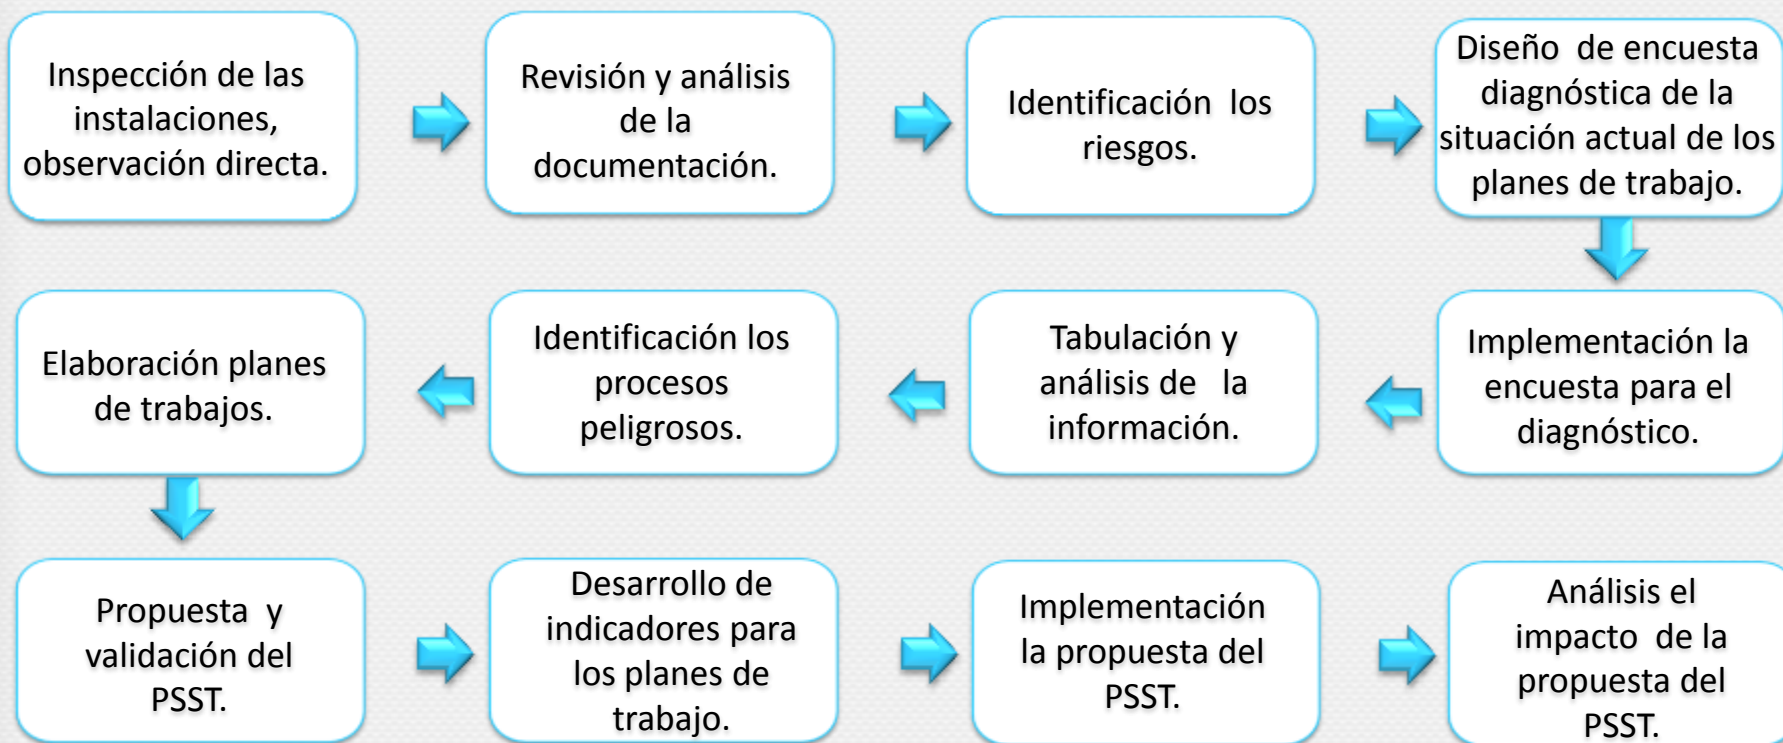 Inspección de las
instalaciones,
observación directa.
Revisión y análisis
de la
documentación.
Identificación los
riesgos.
Diseño de encuesta
diagnóstica de la
situación actual de los
planes de trabajo.
Implementación la
encuesta para el
diagnóstico.
Tabulación y
análisis de la
información.
Identificación los
procesos
peligrosos.
Elaboración planes
de trabajos.
Propuesta y
validación del
PSST.
Desarrollo de
indicadores para
los planes de
trabajo.
Implementación
la propuesta del
PSST.
Análisis el
impacto de la
propuesta del
PSST.